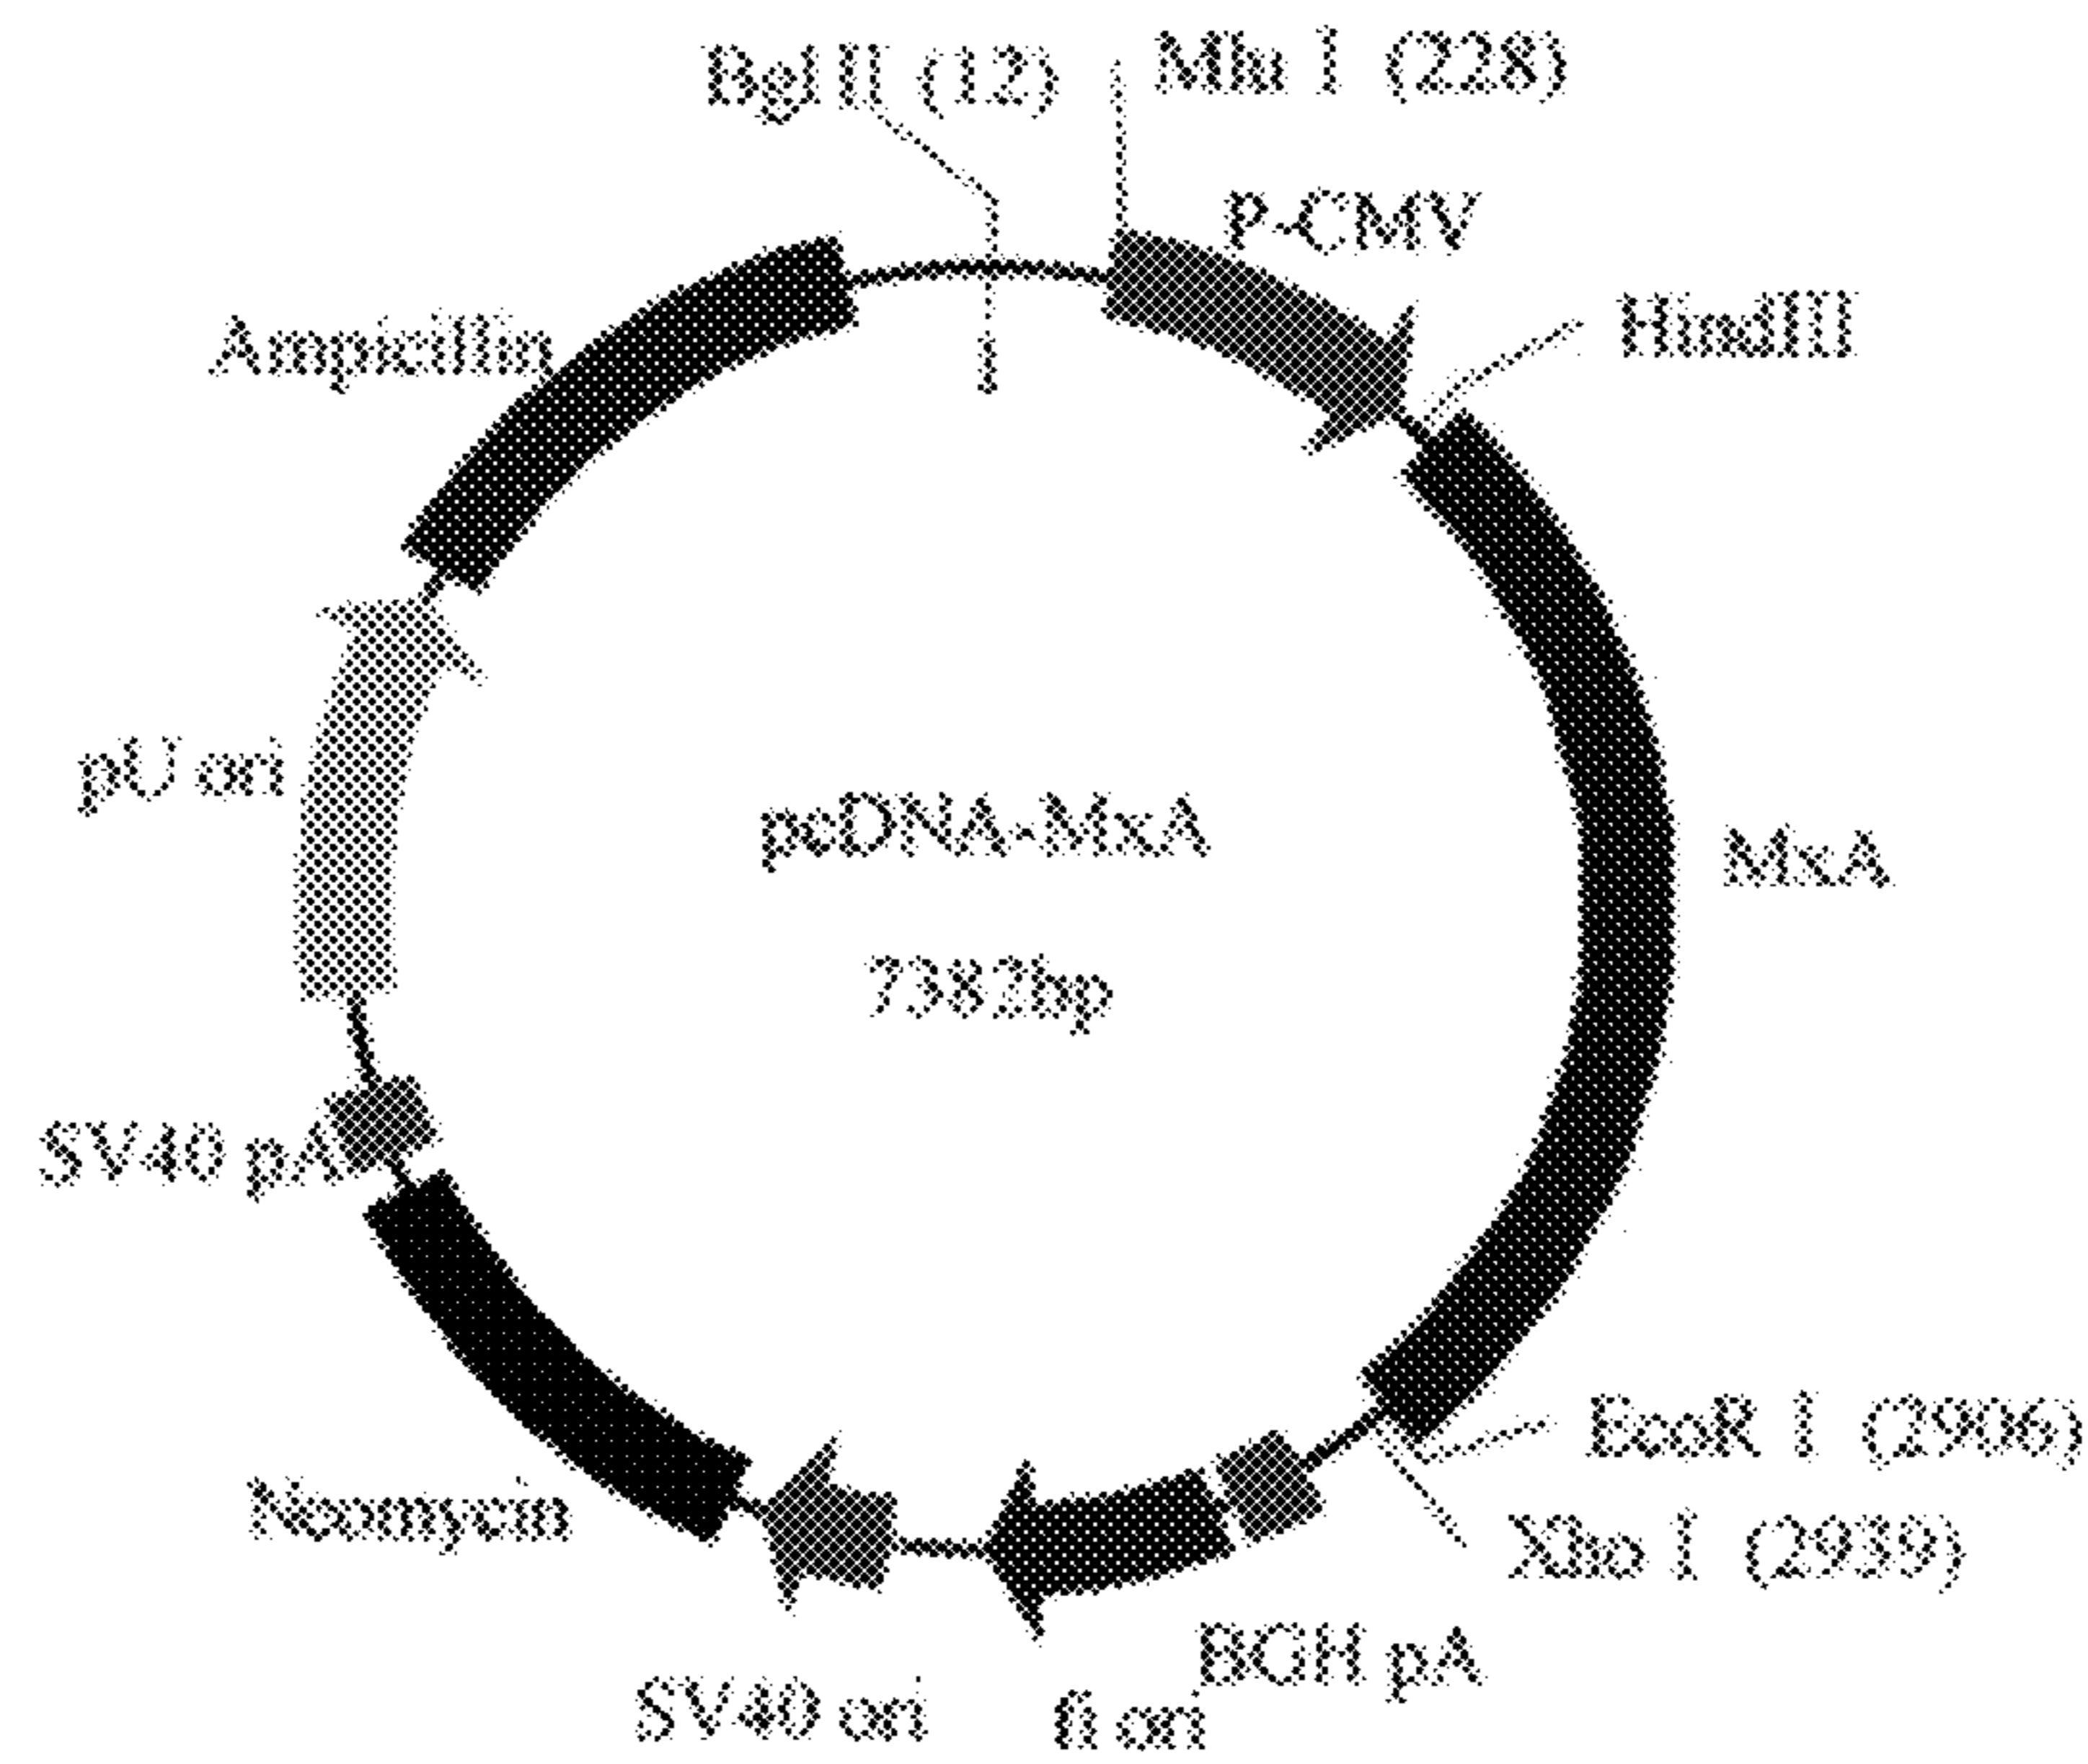 Bgl II (12)
Mlu I (228)
P-CMV
HindIII
1
Ampicillin
pU ori
pcDNA-MxA
7382bp
MxA
SV40 pA
EcoR I (2906)
Xho I (2939)
Neomycin
BGH pA
SV40 ori
f1 ori